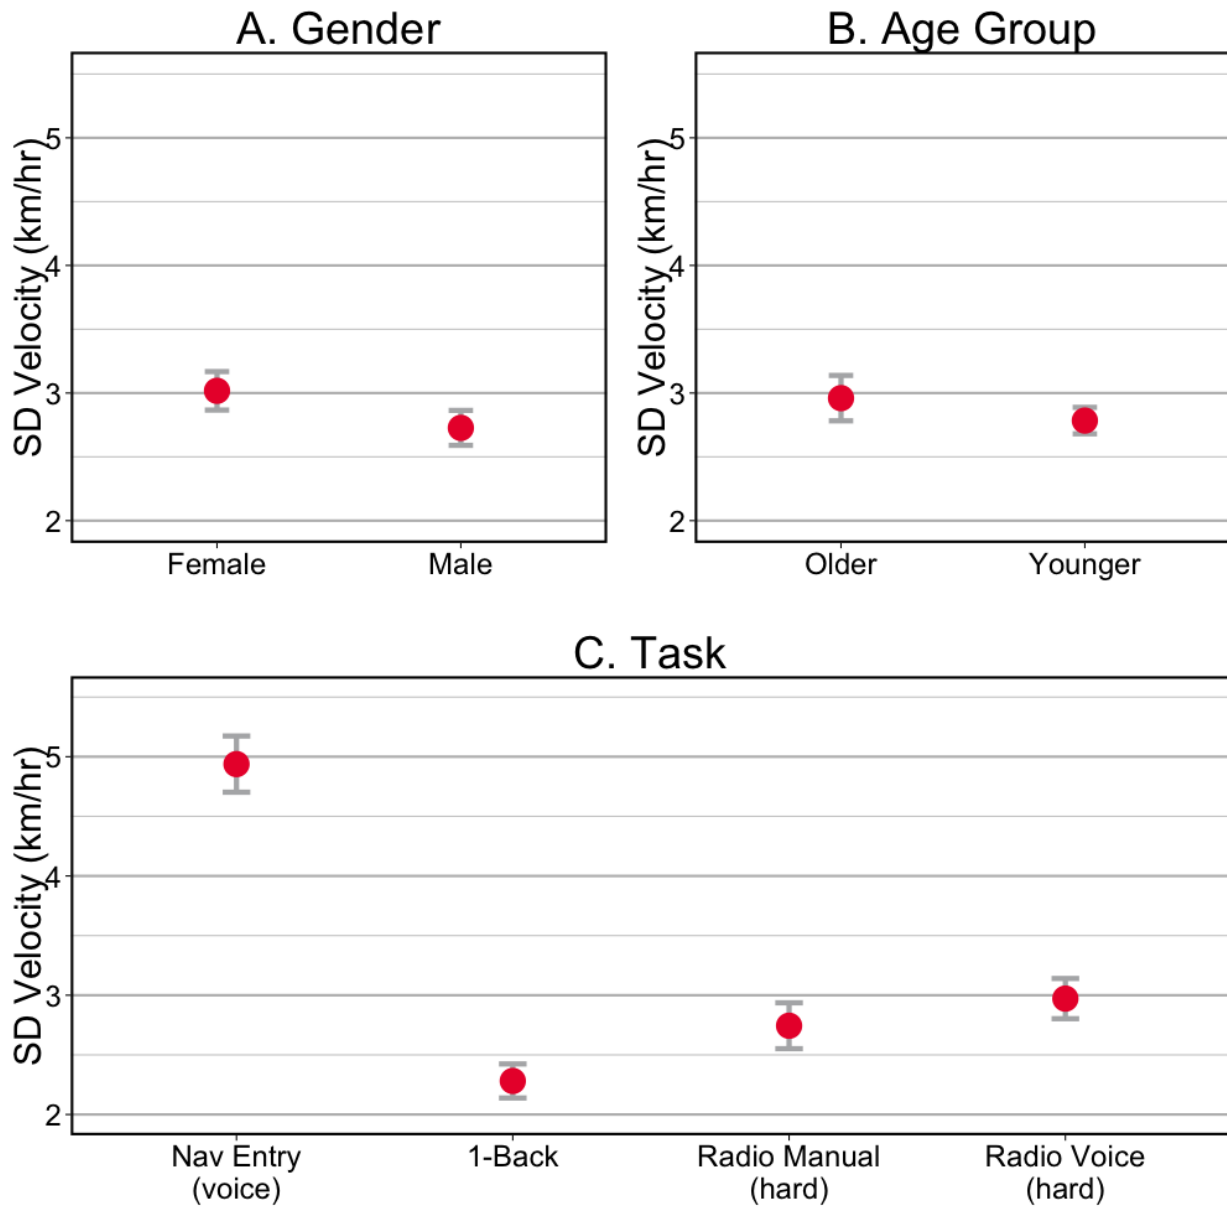 A. Gender
SD Velocity (km/hr)
5
4
3
2
Female Male
B. Age Group
SD Velocity (km/hr)
5
4
3
2
Older Younger
C. Task
SD Velocity (km/hr)
5
4
3
2
Nav Entry 1-Back Radio Manual Radio Voice
(voice) (hard) (hard)